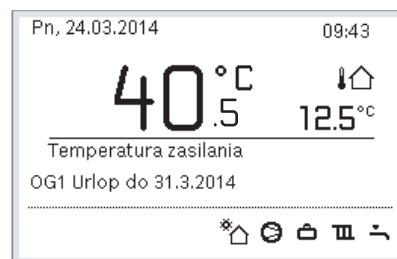 Pn, 24.03.2014 09:43
40.5 °C
12.5°C
Temperatura zasilania
OG1 Urlop do 31.3.2014